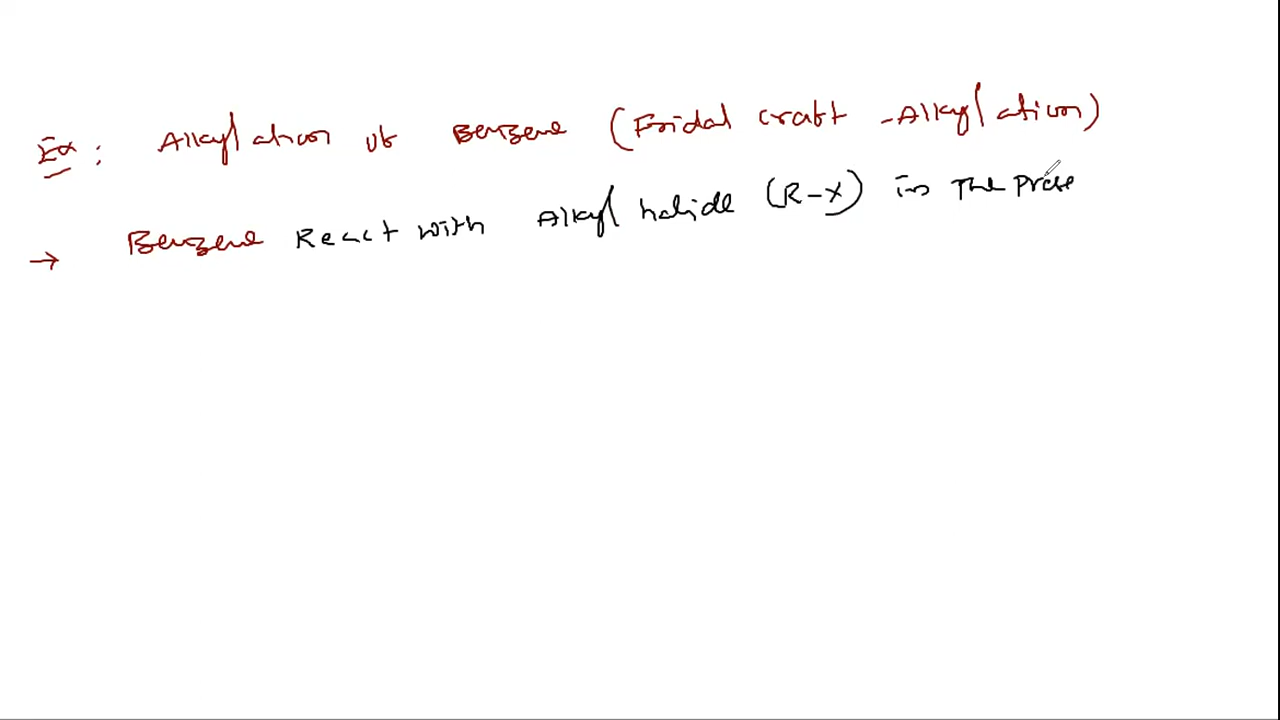 Ex: Alkylation of Benzene (Fridal craft -Alkylation)
→ Benzene React with Alkyl halide (R-X) in The Prese